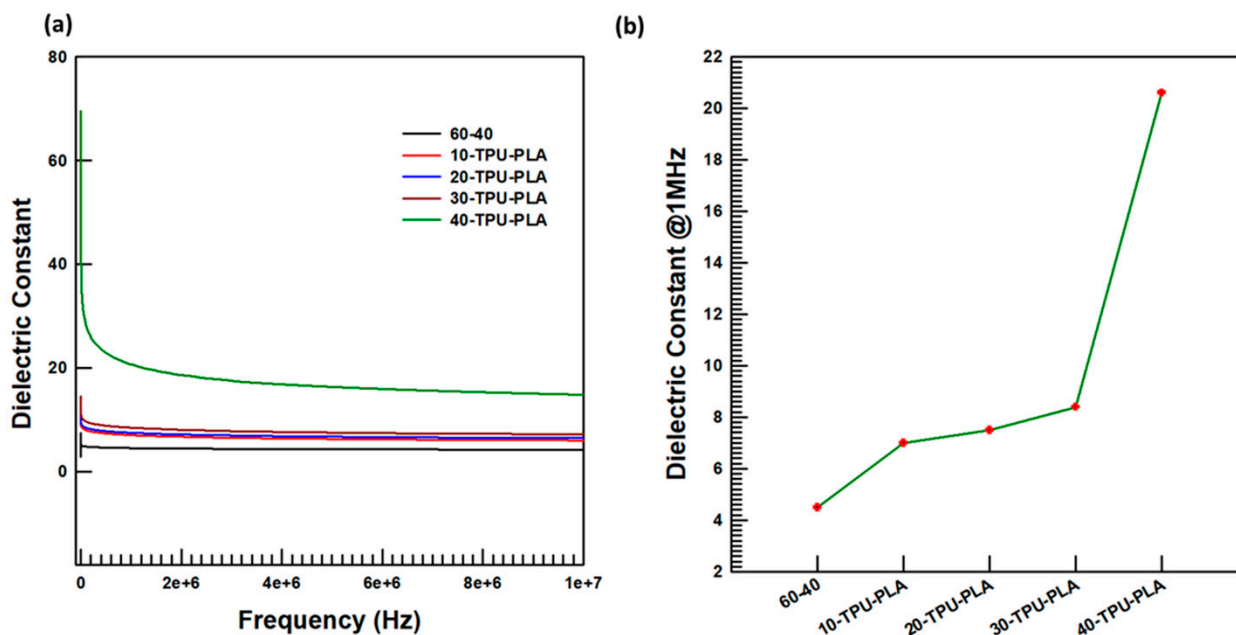 (a)
Dielectric Constant
80
60
40
20
0
60-40
10-TPU-PLA
20-TPU-PLA
30-TPU-PLA
40-TPU-PLA
0 2e+6 4e+6 6e+6 8e+6 1e+7
Frequency (Hz)
(b)
Dielectric Constant @1MHz
22
20
18
16
14
12
10
8
6
4
2
60-40
10-TPU-PLA
20-TPU-PLA
30-TPU-PLA
40-TPU-PLA